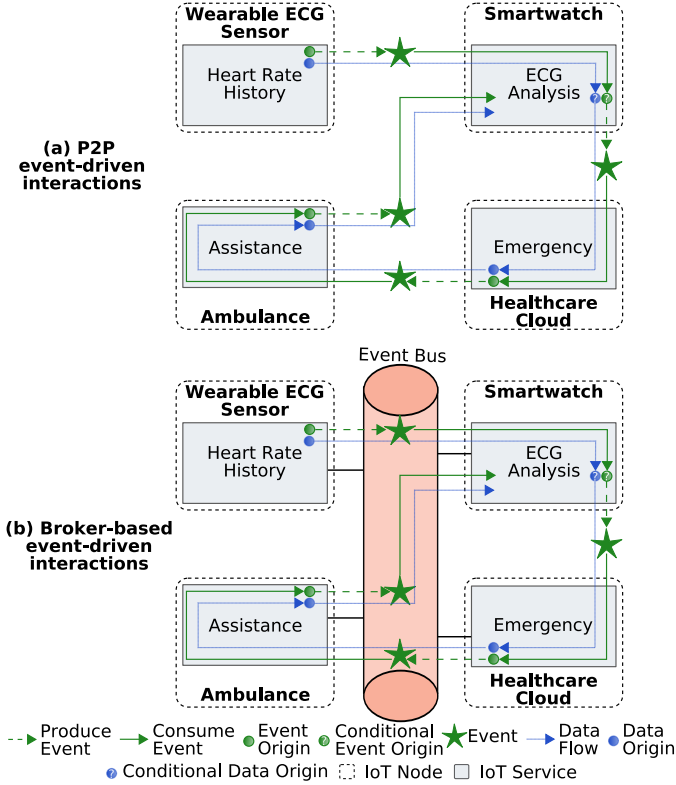 Wearable ECG
Sensor
Smartwatch
Heart Rate
History
ECG
Analysis
? ?
(a) P2P
event-driven
interactions
Assistance
Emergency
Ambulance
Healthcare
Cloud
Event Bus
Wearable ECG
Sensor
Smartwatch
Heart Rate
History
ECG
Analysis
? ?
(b) Broker-based
event-driven
interactions
Assistance
Emergency
Ambulance
Healthcare
Cloud
Produce
Event
Consume
Event
Event
Origin
?
Conditional
Event Origin
Event
Data
Flow
Data
Origin
? Conditional Data Origin
IoT Node
IoT Service